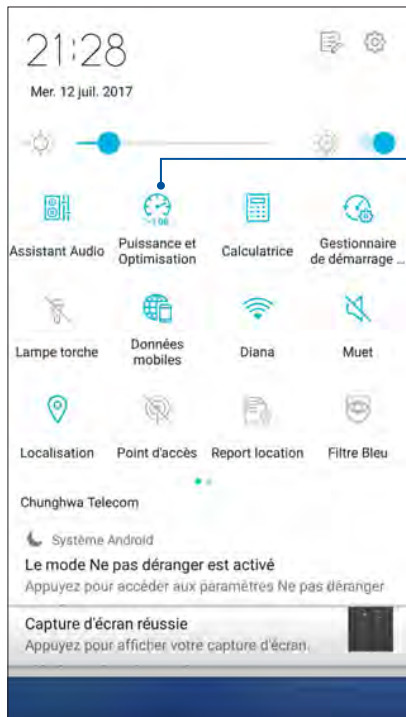 21:28
Mer. 12 juil. 2017
Assistant Audio
Puissance et
Optimisation
Calculatrice
Gestionnaire
de démarrage ...
Lampe torche
Données
mobiles
Diana
Muet
Localisation
Point d'accès
Report location
Filtre Bleu
Chunghwa Telecom
Système Android
Le mode Ne pas déranger est activé
Appuyez pour accéder aux paramètres Ne pas déranger
Capture d'écran réussie
Appuyez pour afficher votre capture d'écran.